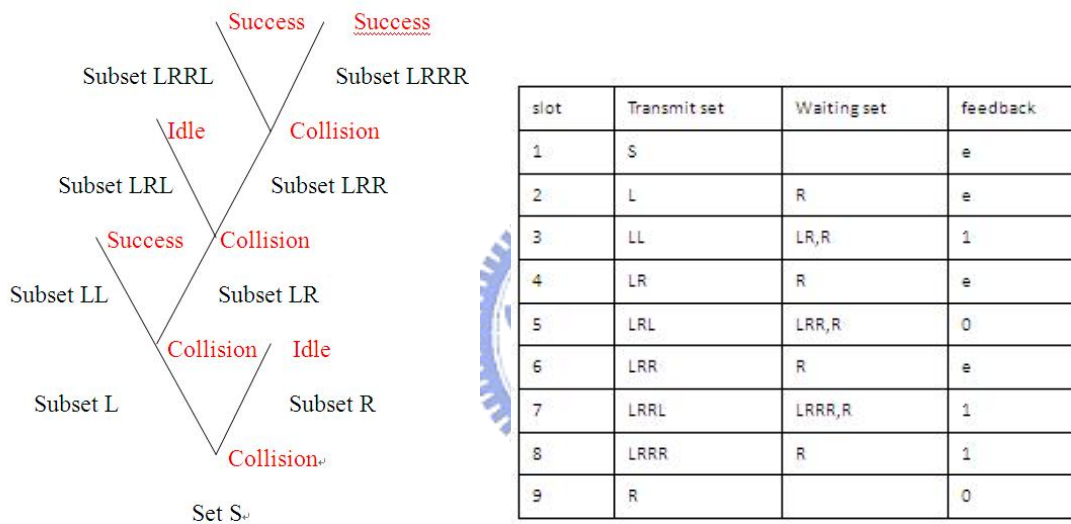 Success Success
Subset LRRL Subset LRRR
Idle Collision
Subset LRL Subset LRR
Success Collision
Subset LL Subset LR
Collision Idle
Subset L Subset R
Collision
Set S
slot Transmit set Waiting set feedback
1 S e
2 L R e
3 LL LR,R 1
4 LR R e
5 LRL LRR,R 0
6 LRR R e
7 LRRL LRRR,R 1
8 LRRR R 1
9 R 0